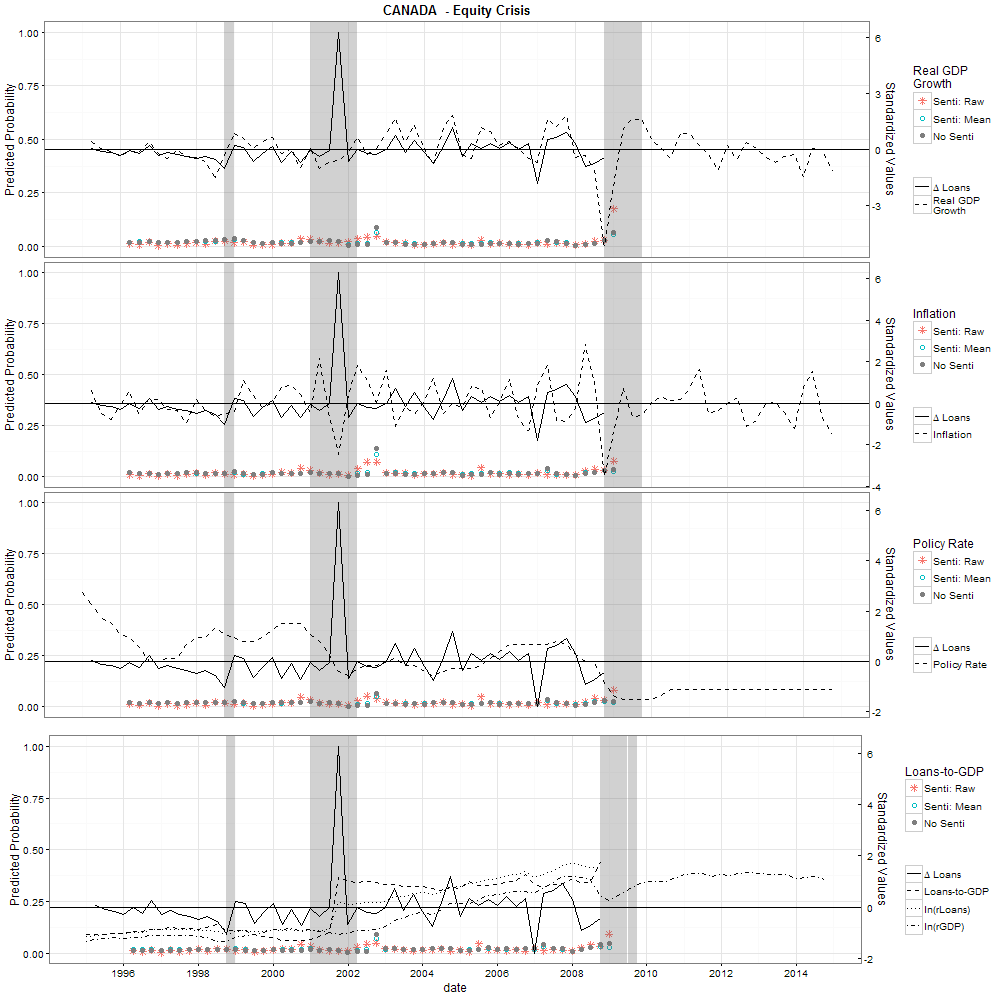 CANADA - Equity Crisis
Predicted Probability
1.00
0.75
0.50
0.25
0.00
6
3
0
-3
Standardized Values
Real GDP
Growth
Senti: Raw
Senti: Mean
No Senti
Δ Loans
Real GDP
Growth
Predicted Probability
1.00
0.75
0.50
0.25
0.00
6
4
2
0
-2
-4
Standardized Values
Inflation
Senti: Raw
Senti: Mean
No Senti
Δ Loans
Inflation
Predicted Probability
1.00
0.75
0.50
0.25
0.00
6
4
2
0
-2
Standardized Values
Policy Rate
Senti: Raw
Senti: Mean
No Senti
Δ Loans
Policy Rate
Predicted Probability
1.00
0.75
0.50
0.25
0.00
6
4
2
0
-2
Standardized Values
Loans-to-GDP
Senti: Raw
Senti: Mean
No Senti
Δ Loans
Loans-to-GDP
ln(rLoans)
ln(rGDP)
1996 1998 2000 2002 2004 2006 2008 2010 2012 2014
date